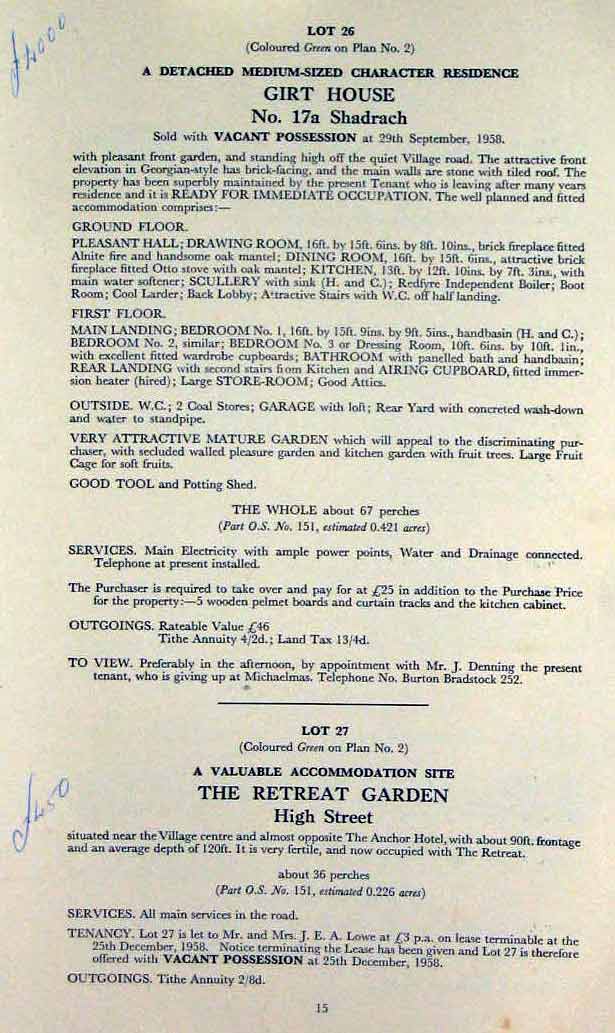 £4000
LOT 26
(Coloured Green on Plan No. 2)
A DETACHED MEDIUM-SIZED CHARACTER RESIDENCE
GIRT HOUSE
No. 17a Shadrach
Sold with VACANT POSSESSION at 29th September, 1958.
with pleasant front garden, and standing high off the quiet Village road. The attractive front
elevation in Georgian-style has brick-facing, and the main walls are stone with tiled roof. The
property has been superbly maintained by the present Tenant who is leaving after many years
residence and it is READY FOR IMMEDIATE OCCUPATION. The well planned and fitted
accommodation comprises:—
GROUND FLOOR.
PLEASANT HALL; DRAWING ROOM, 16ft. by 15ft. 6ins. by 8ft. 10ins., brick fireplace fitted
Alnite fire and handsome oak mantel; DINING ROOM, 16ft. by 15ft. 6ins., attractive brick
fireplace fitted Otto stove with oak mantel; KITCHEN, 13ft. by 12ft. 10ins. by 7ft. 3ins., with
main water softener; SCULLERY with sink (H. and C.); Redfyre Independent Boiler; Boot
Room; Cool Larder; Back Lobby; Attractive Stairs with W.C. off half landing.
FIRST FLOOR.
MAIN LANDING; BEDROOM No. 1, 16ft. by 15ft. 9ins. by 9ft. 5ins., handbasin (H. and C.);
BEDROOM No. 2, similar; BEDROOM No. 3 or Dressing Room, 10ft. 6ins. by 10ft. 1in.,
with excellent fitted wardrobe cupboards; BATHROOM with panelled bath and handbasin;
REAR LANDING with second stairs from Kitchen and AIRING CUPBOARD, fitted immer-
sion heater (hired); Large STORE-ROOM; Good Attics.
OUTSIDE. W.C.; 2 Coal Stores; GARAGE with loft; Rear Yard with concreted wash-down
and water to standpipe.
VERY ATTRACTIVE MATURE GARDEN which will appeal to the discriminating pur-
chaser, with secluded walled pleasure garden and kitchen garden with fruit trees. Large Fruit
Cage for soft fruits.
GOOD TOOL and Potting Shed.
THE WHOLE about 67 perches
(Part O.S. No. 151, estimated 0.421 acres)
SERVICES. Main Electricity with ample power points, Water and Drainage connected.
Telephone at present installed.
The Purchaser is required to take over and pay for at £25 in addition to the Purchase Price
for the property:—5 wooden pelmet boards and curtain tracks and the kitchen cabinet.
OUTGOINGS. Rateable Value £46
Tithe Annuity 4/2d.; Land Tax 13/4d.
TO VIEW. Preferably in the afternoon, by appointment with Mr. J. Denning the present
tenant, who is giving up at Michaelmas. Telephone No. Burton Bradstock 252.
LOT 27
(Coloured Green on Plan No. 2)
A VALUABLE ACCOMMODATION SITE
£450
THE RETREAT GARDEN
High Street
situated near the Village centre and almost opposite The Anchor Hotel, with about 90ft. frontage
and an average depth of 120ft. It is very fertile, and now occupied with The Retreat.
about 36 perches
(Part O.S. No. 151, estimated 0.226 acres)
SERVICES. All main services in the road.
TENANCY. Lot 27 is let to Mr. and Mrs. J. E. A. Lowe at £3 p.a. on lease terminable at the
25th December, 1958. Notice terminating the Lease has been given and Lot 27 is therefore
offered with VACANT POSSESSION at 25th December, 1958.
OUTGOINGS. Tithe Annuity 2/8d.
15